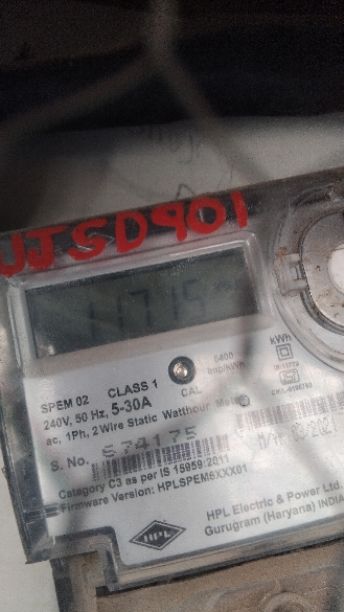 UJSD901
11715
kWh
SPEM 02 CLASS 1
240V, 50 Hz, 5-30A
CAL
ac, 1Ph, 2 Wire Static Watthour Meter
S. No. 674175
Category C3 as per IS 15959:2011
Firmware Version: HPLSPEM6XXX01
HPL
HPL Electric & Power Ltd.
Gurugram (Haryana) INDIA